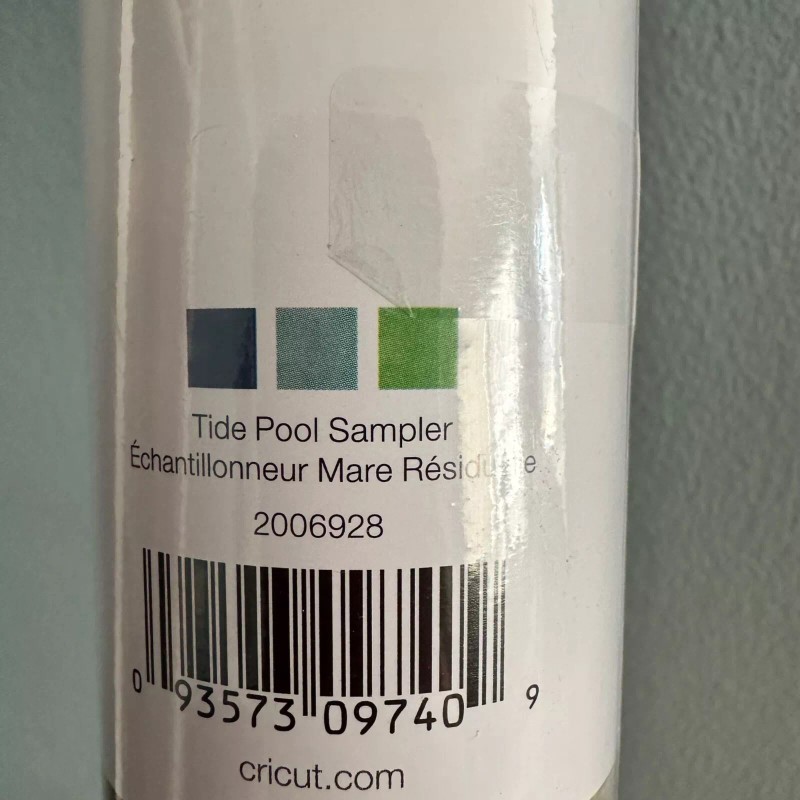 Tide Pool Sampler
Échantillonneur Mare
2006928
0 93573 09740 9
cricut.com